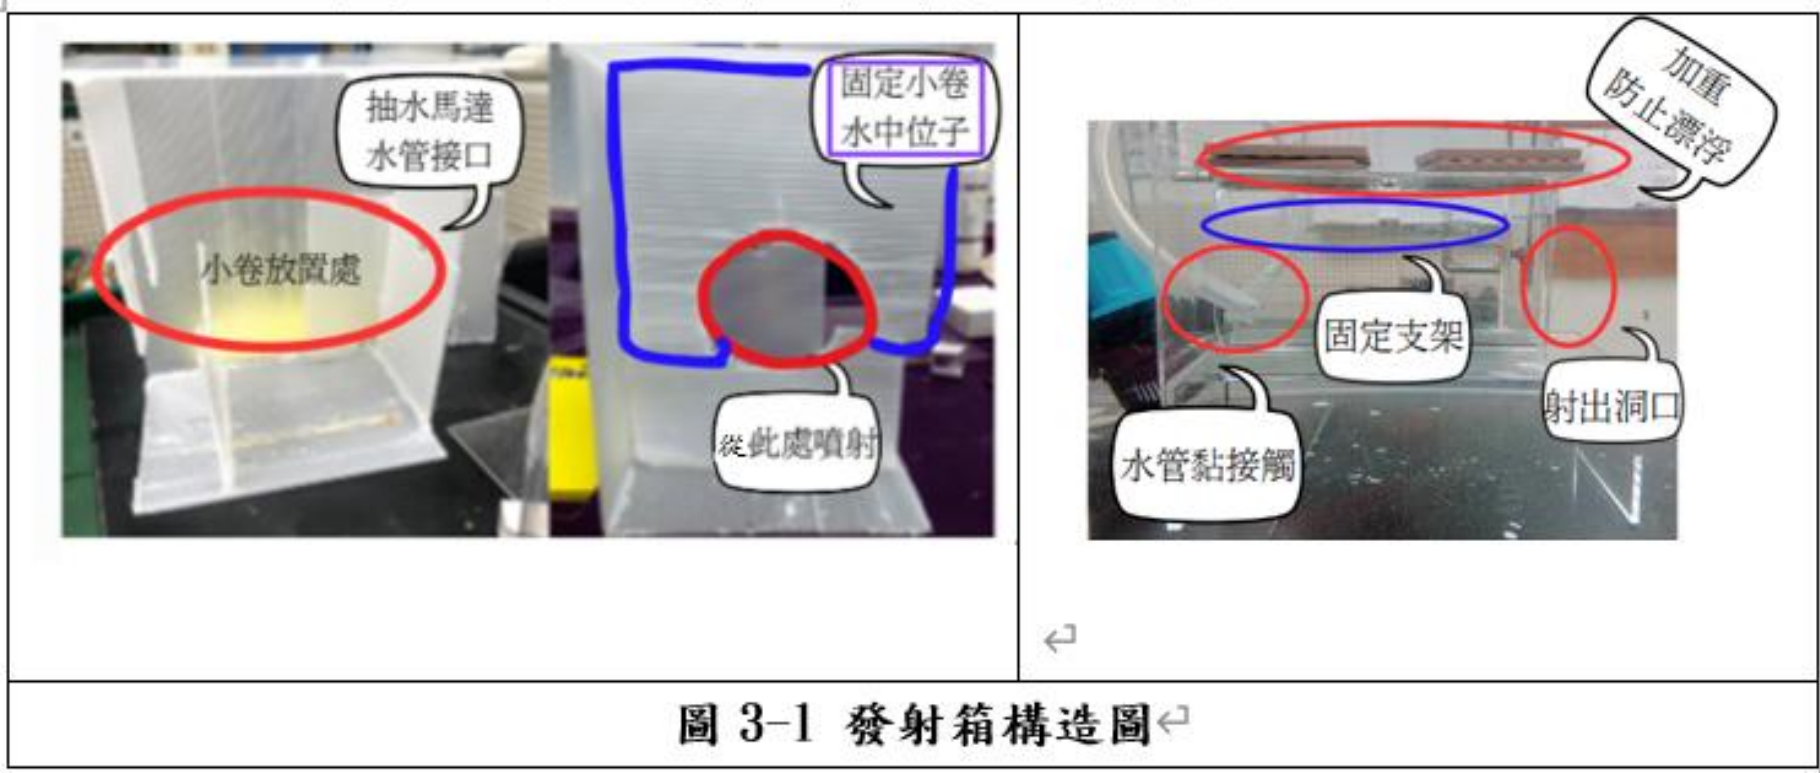 抽水馬達
水管接口
小卷放置處
固定小卷
水中位子
從此處噴射
加重
防止漂浮
固定支架
射出洞口
水管黏接觸
圖 3-1 發射箱構造圖